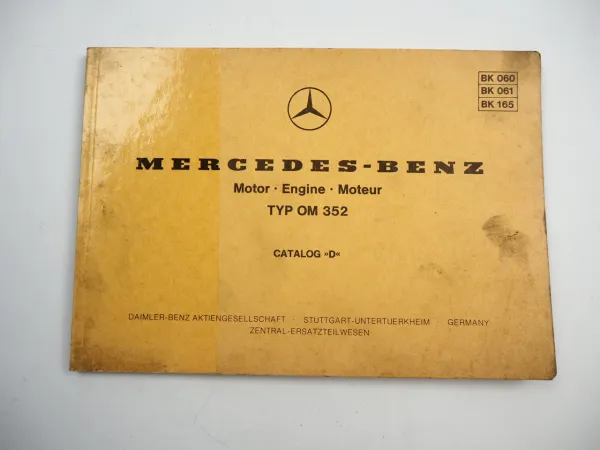 BK 060
BK 061
BK 165
MERCEDES-BENZ
Motor · Engine · Moteur
TYP OM 352
CATALOG »D«
DAIMLER-BENZ AKTIENGESELLSCHAFT · STUTTGART-UNTERTUERKHEIM · GERMANY
ZENTRAL-ERSATZTEILWESEN